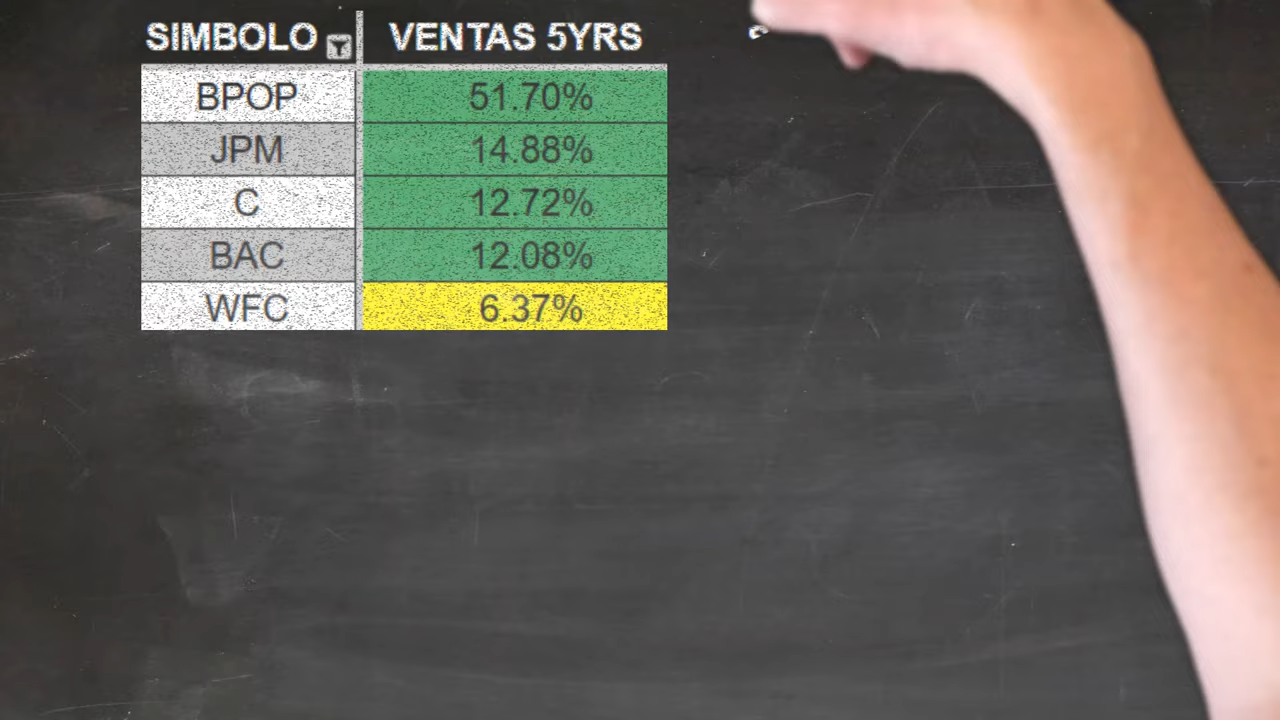 SIMBOLO VENTAS 5YRS
BPOP 51.70%
JPM 14.88%
C 12.72%
BAC 12.08%
WFC 6.37%